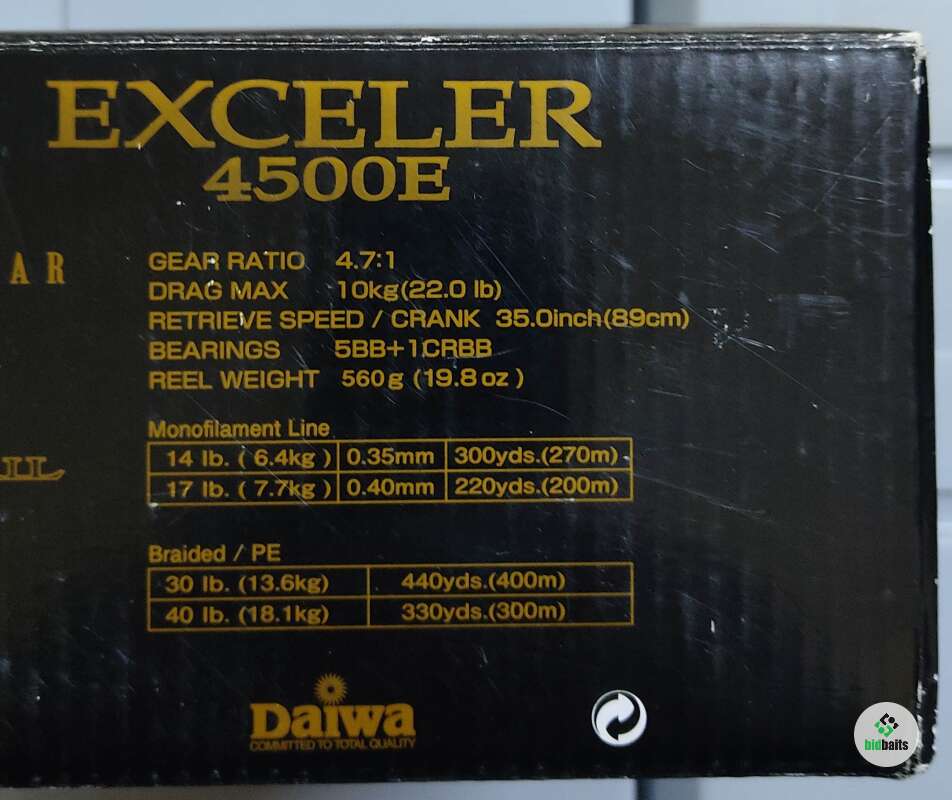 EXCELER
4500E
AR
GEAR RATIO 4.7:1
DRAG MAX 10kg(22.0 lb)
RETRIEVE SPEED / CRANK 35.0inch(89cm)
BEARINGS 5BB+1CRBB
REEL WEIGHT 560g (19.8oz )
Monofilament Line
14 lb. ( 6.4kg ) 0.35mm 300yds.(270m)
17 lb. ( 7.7kg ) 0.40mm 220yds.(200m)
Braided / PE
30 lb. (13.6kg) 440yds.(400m)
40 lb. (18.1kg) 330yds.(300m)
Daiwa
COMMITTED TO TOTAL QUALITY
bidbaits